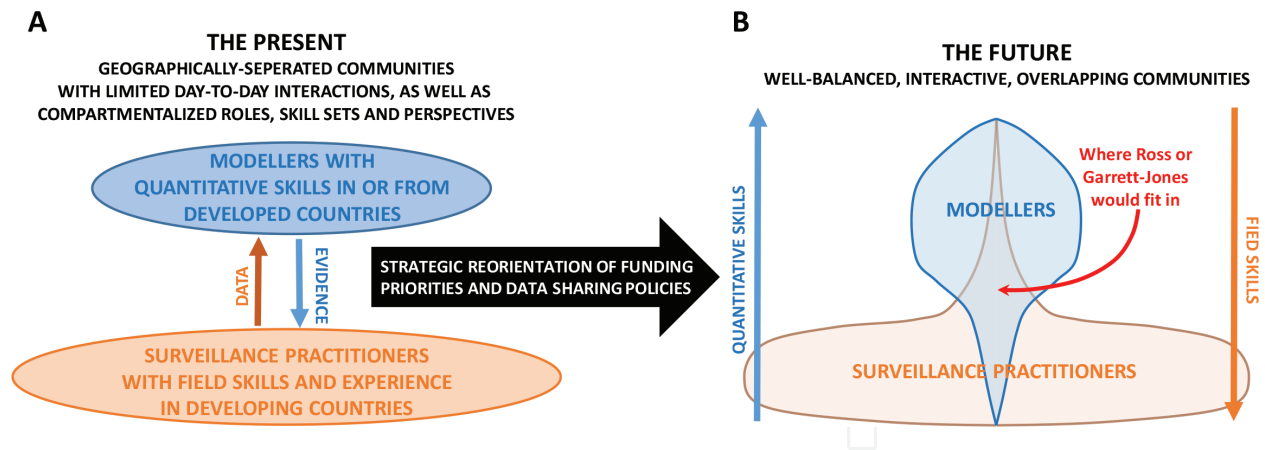 A
THE PRESENT
GEOGRAPHICALLY-SEPERATED COMMUNITIES
WITH LIMITED DAY-TO-DAY INTERACTIONS, AS WELL AS
COMPARTMENTALIZED ROLES, SKILL SETS AND PERSPECTIVES
MODELLERS WITH
QUANTITATIVE SKILLS IN OR FROM
DEVELOPED COUNTRIES
DATA
EVIDENCE
SURVEILLANCE PRACTITIONERS
WITH FIELD SKILLS AND EXPERIENCE
IN DEVELOPING COUNTRIES
STRATEGIC REORIENTATION OF FUNDING
PRIORITIES AND DATA SHARING POLICIES
B
THE FUTURE
WELL-BALANCED, INTERACTIVE, OVERLAPPING COMMUNITIES
QUANTITATIVE SKILLS
MODELLERS
Where Ross or
Garrett-Jones
would fit in
SURVEILLANCE PRACTITIONERS
FIED SKILLS